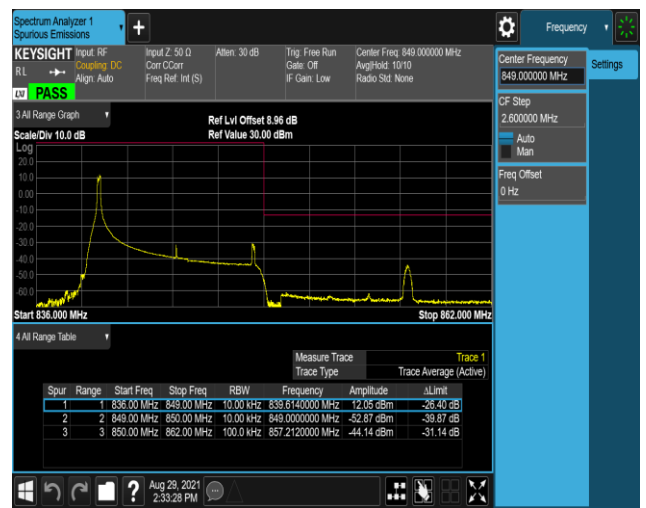 Spectrum Analyzer 1
Spurious Emissions
Frequency
KEYSIGHT Input: RF
Coupling: DC
Align: Auto
Input Z: 50 Ω
Corr CCorr
Freq Ref: Int (S)
Atten: 30 dB
Trig: Free Run
Gate: Off
IF Gain: Low
Center Freq: 849.000000 MHz
Avg|Hold: 10/10
Radio Std: None
RL
LXI PASS
Center Frequency
849.000000 MHz
Settings
CF Step
2.600000 MHz
Auto
Man
Freq Offset
0 Hz
3 All Range Graph
Scale/Div 10.0 dB
Ref Lvl Offset 8.96 dB
Ref Value 30.00 dBm
Log
20.0
10.0
0.00
-10.0
-20.0
-30.0
-40.0
-50.0
-60.0
Start 836.000 MHz
Stop 862.000 MHz
4 All Range Table
Measure Trace Trace 1
Trace Type Trace Average (Active)
Spur Range Start Freq Stop Freq RBW Frequency Amplitude ΔLimit
1 1 836.00 MHz 849.00 MHz 10.00 kHz 839.6140000 MHz 12.05 dBm -26.40 dB
2 2 849.00 MHz 850.00 MHz 10.00 kHz 849.0000000 MHz -52.87 dBm -39.87 dB
3 3 850.00 MHz 862.00 MHz 100.0 kHz 857.2120000 MHz -44.14 dBm -31.14 dB
Aug 29, 2021
2:33:28 PM